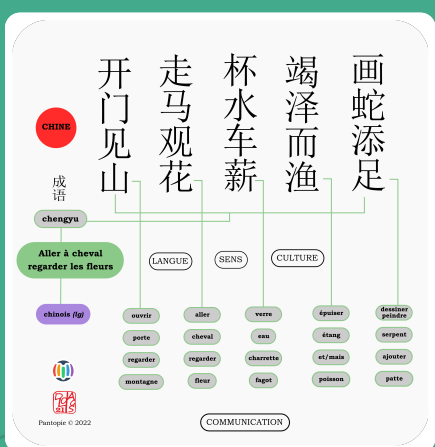 开门见山
走马观花
杯水车薪
竭泽而渔
画蛇添足
CHINE
成语
chengyu
Aller à cheval
regarder les fleurs
LANGUE
SENS
CULTURE
chinois (lg)
ouvrir
porte
regarder
montagne
aller
cheval
regarder
fleur
verre
eau
charrette
fagot
épuiser
étang
et/mais
poisson
dessiner
peindre
serpent
ajouter
patte
Pantopie © 2022
COMMUNICATION